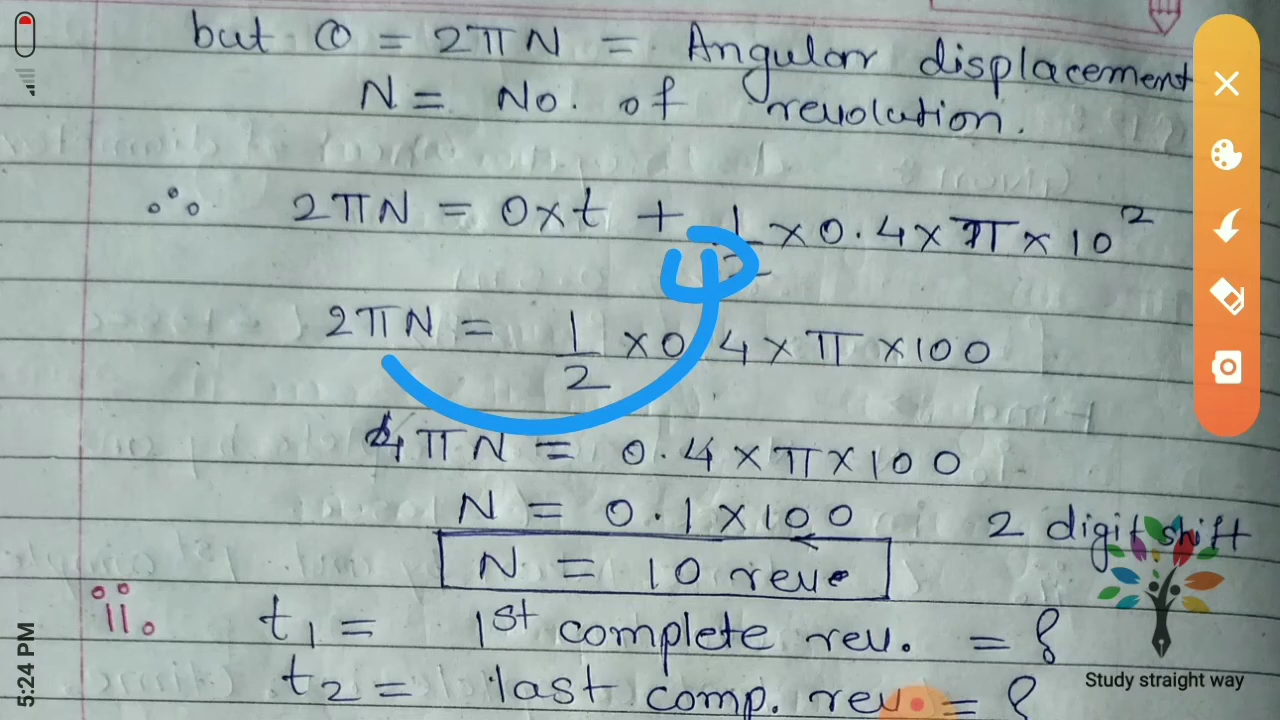 but θ = 2πN = Angular displacement
N = No. of revolution.
∴ 2πN = 0×t + 1/2 × 0.4 × π × 10²
2πN = 1/2 × 0.4 × π × 100
4πN = 0.4 × π × 100
N = 0.1 × 100 2 digit shift
N = 10 rev.
ii. t₁ = 1st complete rev. = ?
t₂ = last comp. rev. = ?
Study straight way
5:24 PM